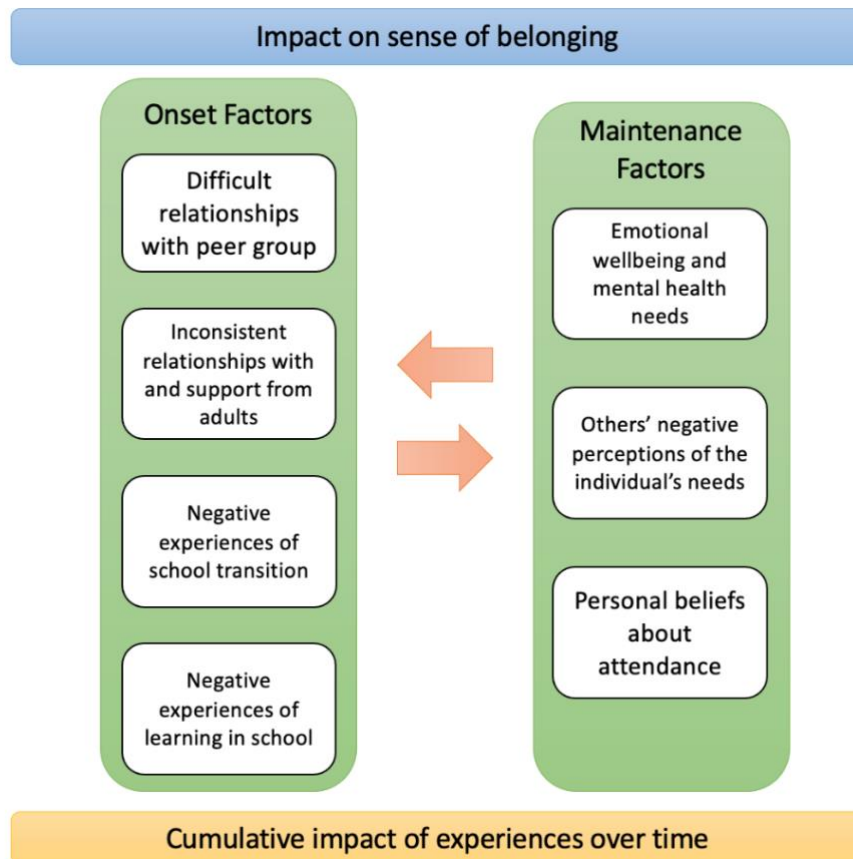 Impact on sense of belonging
Onset Factors
Difficult
relationships
with peer group
Inconsistent
relationships with
and support from
adults
Negative
experiences of
school transition
Negative
experiences of
learning in school
Maintenance
Factors
Emotional
wellbeing and
mental health
needs
Others’ negative
perceptions of the
individual’s needs
Personal beliefs
about
attendance
Cumulative impact of experiences over time